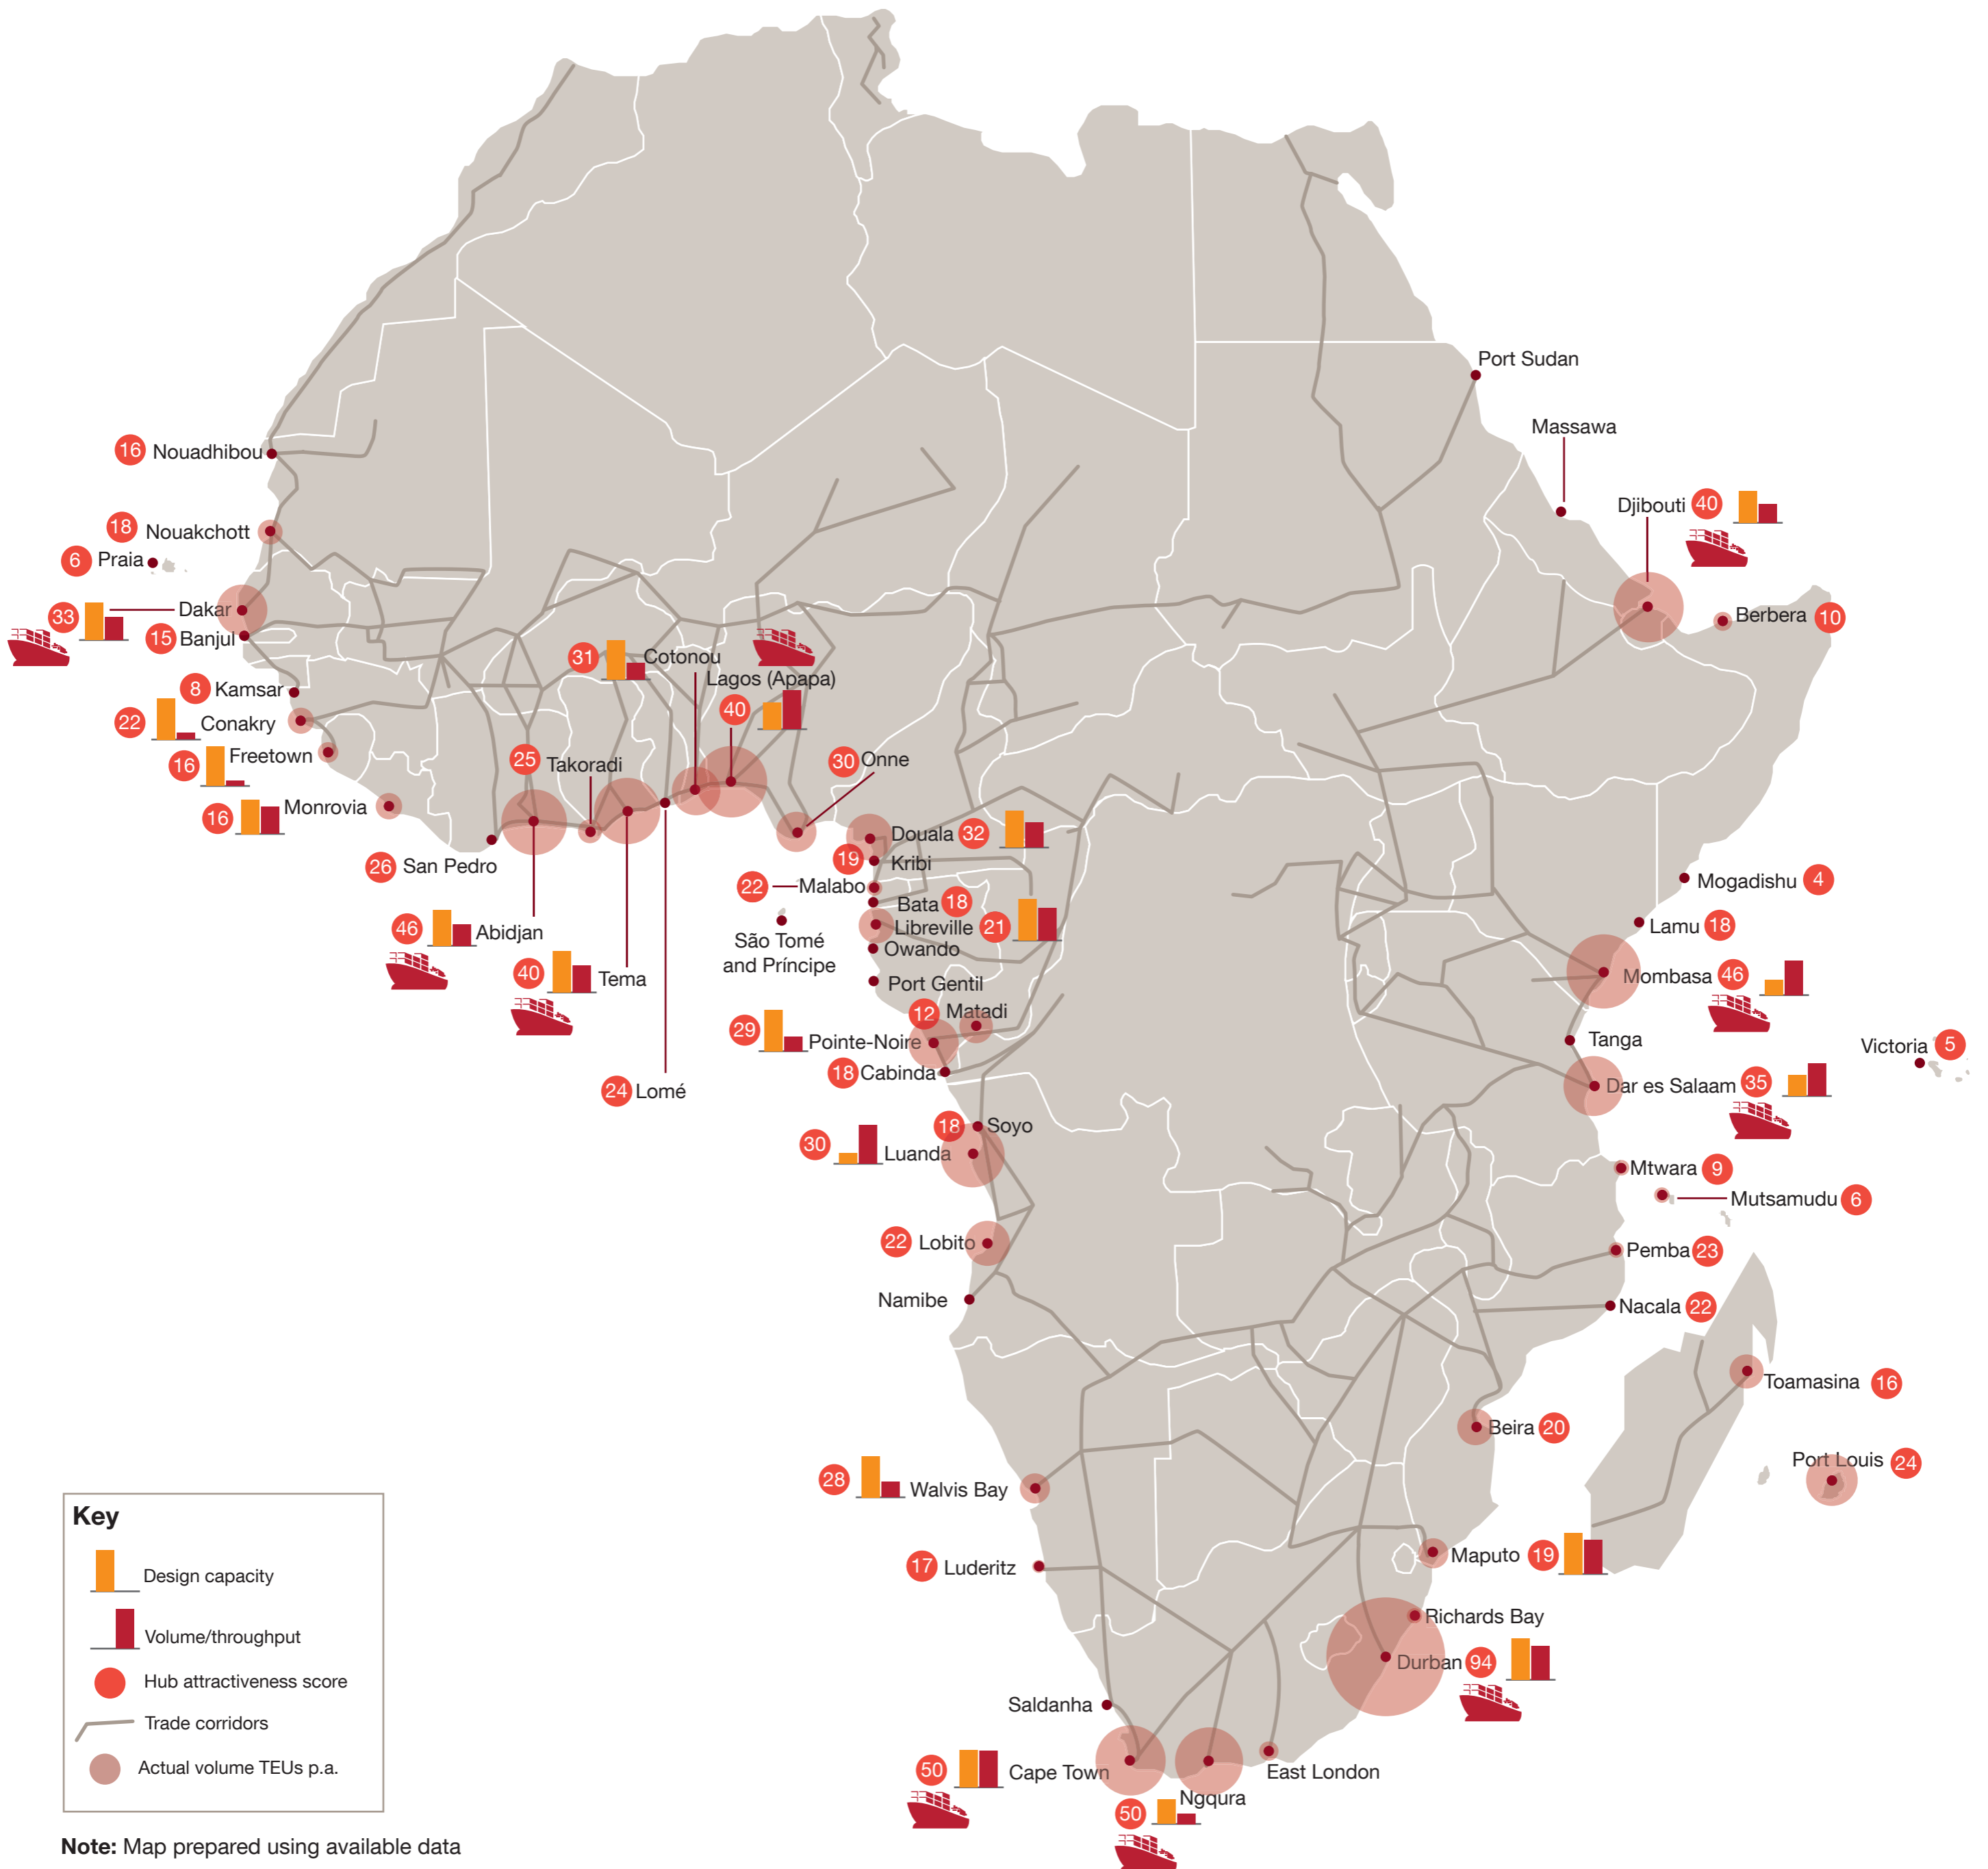 Port Sudan
Massawa
16 Nouadhibou
Djibouti 40
18 Nouakchott
6 Praia
33 Dakar
Berbera 10
15 Banjul
31 Cotonou
Lagos (Apapa)
40
8 Kamsar
22 Conakry
16 Freetown
25 Takoradi
30 Onne
16 Monrovia
Douala 32
19 Kribi
26 San Pedro
22 Malabo
Bata 18
Mogadishu 4
46 Abidjan
Libreville 21
Lamu 18
São Tomé
and Príncipe
Owando
40 Tema
Port Gentil
Mombasa 46
12 Matadi
29 Pointe-Noire
Tanga
Victoria 5
18 Cabinda
24 Lomé
Dar es Salaam 35
18 Soyo
30 Luanda
Mtwara 9
Mutsamudu 6
22 Lobito
Pemba 23
Namibe
Nacala 22
Toamasina 16
Beira 20
Port Louis 24
28 Walvis Bay
Maputo 19
17 Luderitz
Richards Bay
Durban 94
Saldanha
50 Cape Town
East London
Ngqura
50
Key
Design capacity
Volume/throughput
Hub attractiveness score
Trade corridors
Actual volume TEUs p.a.
Note: Map prepared using available data